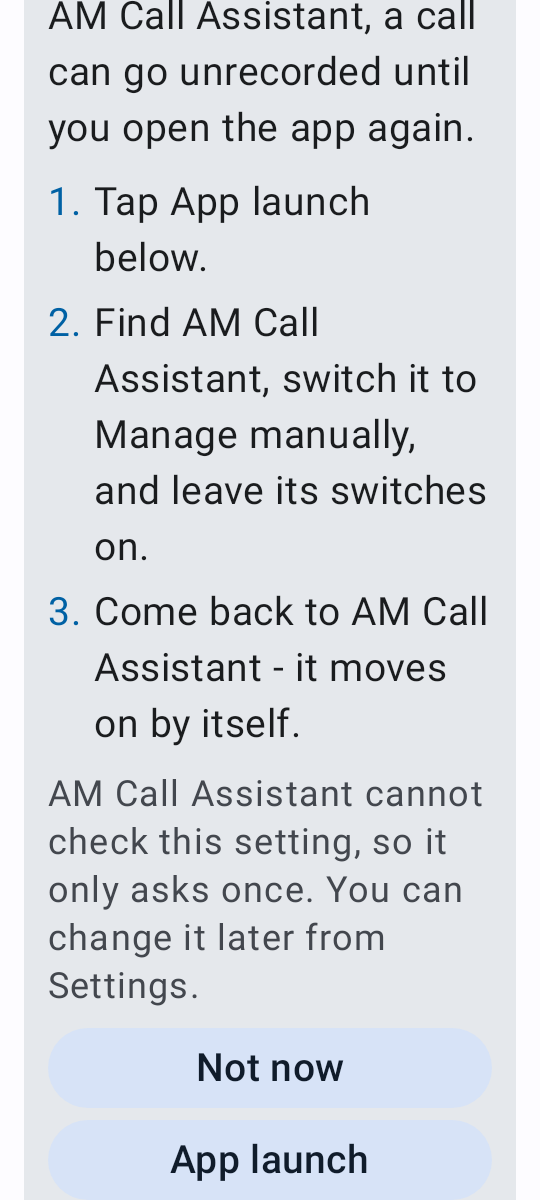 AM Call Assistant, a call
can go unrecorded until
you open the app again.
1. Tap App launch
below.
2. Find AM Call
Assistant, switch it to
Manage manually,
and leave its switches
on.
3. Come back to AM Call
Assistant - it moves
on by itself.
AM Call Assistant cannot
check this setting, so it
only asks once. You can
change it later from
Settings.
Not now
App launch